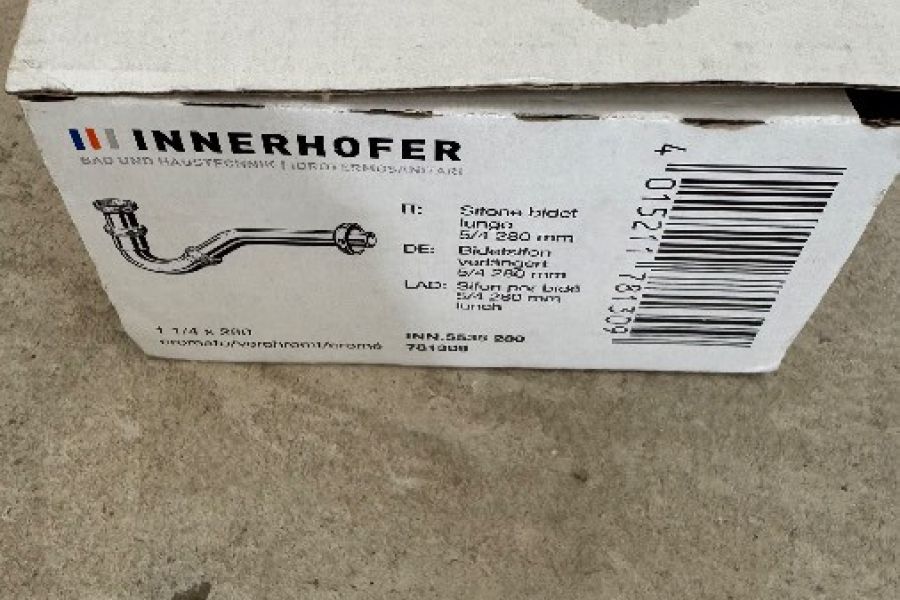 INNERHOFER
BAD UND HAUSTECHNIK | IDROTERMOSANITARI
IT: Sifone bidet
lungo
5/4 280 mm
DE: Bidetsifon
verlängert
5/4 280 mm
LAD: Sifon por bidé
5/4 280 mm
lunch
1 1/4 x 280
cromato/verchromt/cromé
INN.5535 280
781309
4 015211 781309